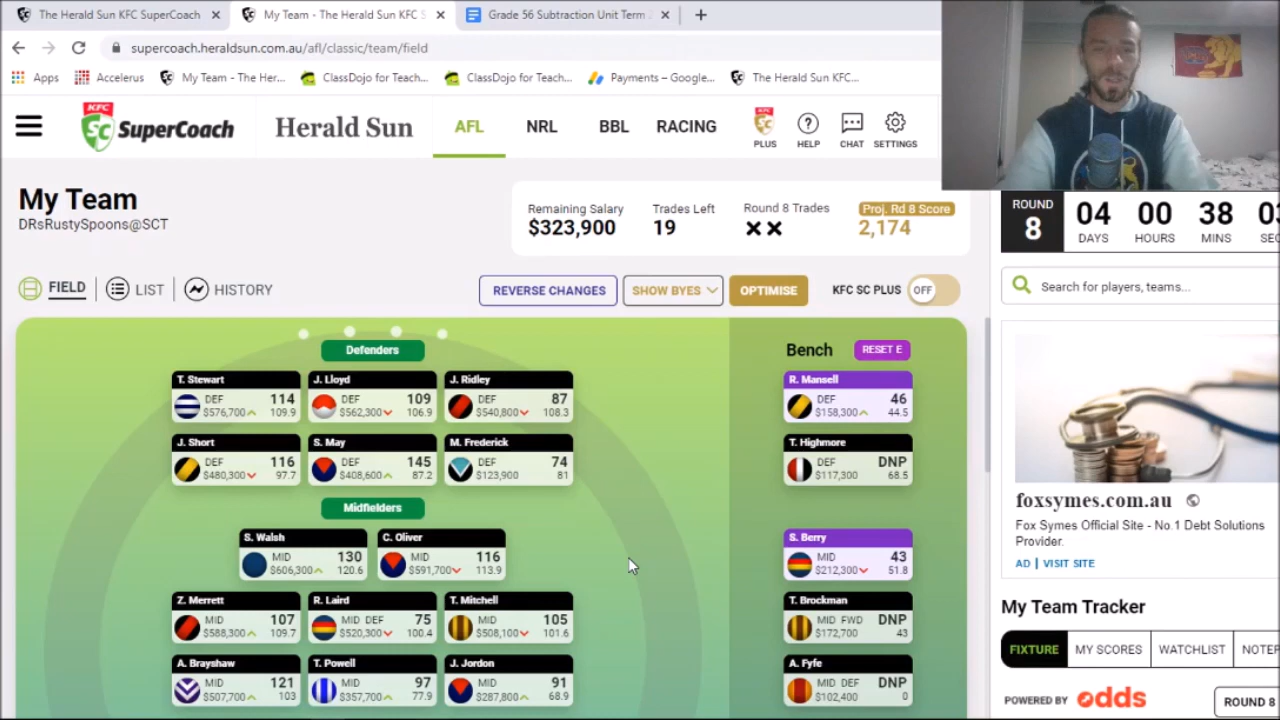 The Herald Sun KFC SuperCoach
My Team - The Herald Sun KFC S
Grade 56 Subtraction Unit Term
supercoach.heraldsun.com.au/afl/classic/team/field
Apps
Accelerus
My Team - The Her...
ClassDojo for Teach...
ClassDojo for Teach...
Payments – Google...
The Herald Sun KFC...
KFC
SC SuperCoach
Herald Sun
AFL
NRL
BBL
RACING
PLUS
HELP
CHAT
SETTINGS
My Team
DRsRustySpoons@SCT
Remaining Salary
$323,900
Trades Left
19
Round 8 Trades
Proj. Rd 8 Score
2,174
ROUND
8
04
DAYS
00
HOURS
38
MINS
SEC
FIELD
LIST
HISTORY
REVERSE CHANGES
SHOW BYES
OPTIMISE
KFC SC PLUS
OFF
Search for players, teams...
Defenders
Bench
RESET E
T. Stewart
DEF 114
$576,700 109.9
J. Lloyd
DEF 109
$562,300 106.9
J. Ridley
DEF 87
$540,800 108.3
R. Mansell
DEF 46
$158,300 44.5
J. Short
DEF 116
$480,300 97.7
S. May
DEF 145
$408,600 87.2
M. Frederick
DEF 74
$123,900 81
T. Highmore
DEF DNP
$117,300 68.5
Midfielders
S. Walsh
MID 130
$606,300 120.6
C. Oliver
MID 116
$591,700 113.9
S. Berry
MID 43
$212,300 51.8
Z. Merrett
MID 107
$588,300 109.7
R. Laird
MID DEF 75
$520,300 100.4
T. Mitchell
MID 105
$508,100 101.6
T. Brockman
MID FWD DNP
$172,700 43
A. Brayshaw
MID 121
$507,700 103
T. Powell
MID 97
$357,700 77.9
J. Jordon
MID 91
$287,800 68.9
A. Fyfe
MID DEF DNP
$102,400 0
foxsymes.com.au
Fox Symes Official Site - No.1 Debt Solutions
Provider.
AD | VISIT SITE
My Team Tracker
FIXTURE
MY SCORES
WATCHLIST
NOTEP
POWERED BY odds
ROUND 8